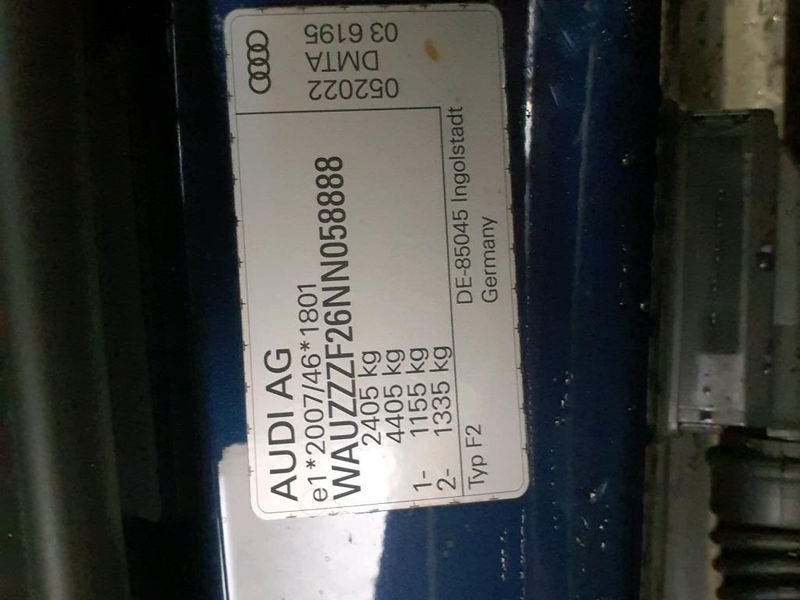 AUDI AG
e1*2007/46*1801
WAUZZZF26NN058888
2405 kg
4405 kg
1- 1155 kg
2- 1335 kg
Typ F2
DE-85045 Ingolstadt
Germany
052022
DMTA
03 6195